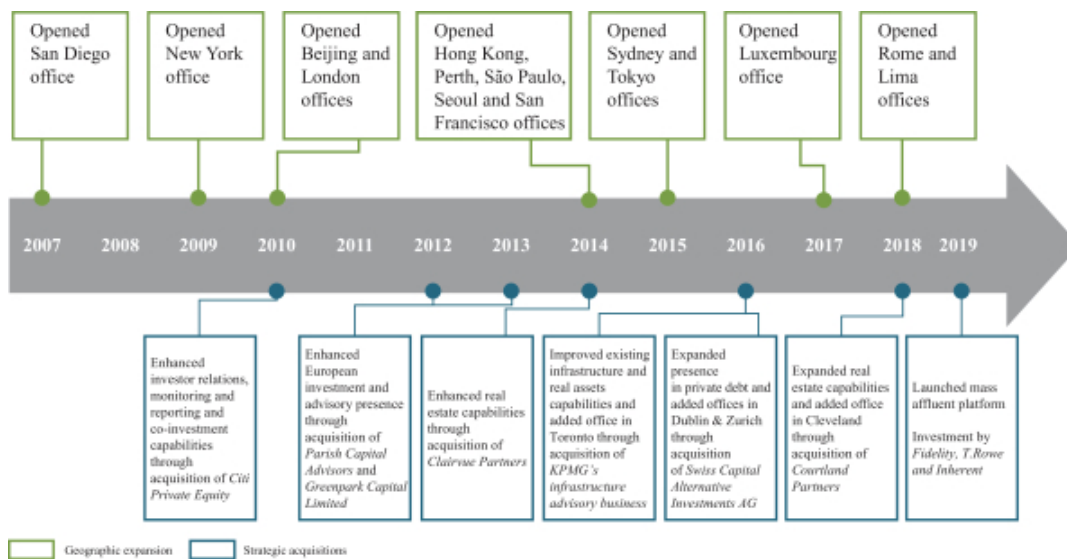 Opened
San Diego
office
Opened
New York
office
Opened
Beijing and
London
offices
Opened
Hong Kong,
Perth, São Paulo,
Seoul and San
Francisco offices
Opened
Sydney and
Tokyo
offices
Opened
Luxembourg
office
Opened
Rome and
Lima
offices
2007 2008 2009 2010 2011 2012 2013 2014 2015 2016 2017 2018 2019
Enhanced
investor relations,
monitoring and
reporting and
co-investment
capabilities
through
acquisition of Citi
Private Equity
Enhanced
European
investment and
advisory presence
through
acquisition of
Parish Capital
Advisors and
Greenpark Capital
Limited
Enhanced real
estate capabilities
through
acquisition of
Clairvue Partners
Improved existing
infrastructure and
real assets
capabilities and
added office in
Toronto through
acquisition of
KPMG's
infrastructure
advisory business
Expanded
presence
in private debt and
added offices in
Dublin & Zurich
through
acquisition
of Swiss Capital
Alternative
Investments AG
Expanded real
estate capabilities
and added office
in Cleveland
through
acquisition of
Courtland
Partners
Launched mass
affluent platform
Investment by
Fidelity, T.Rowe
and Inherent
Geographic expansion
Strategic acquisitions